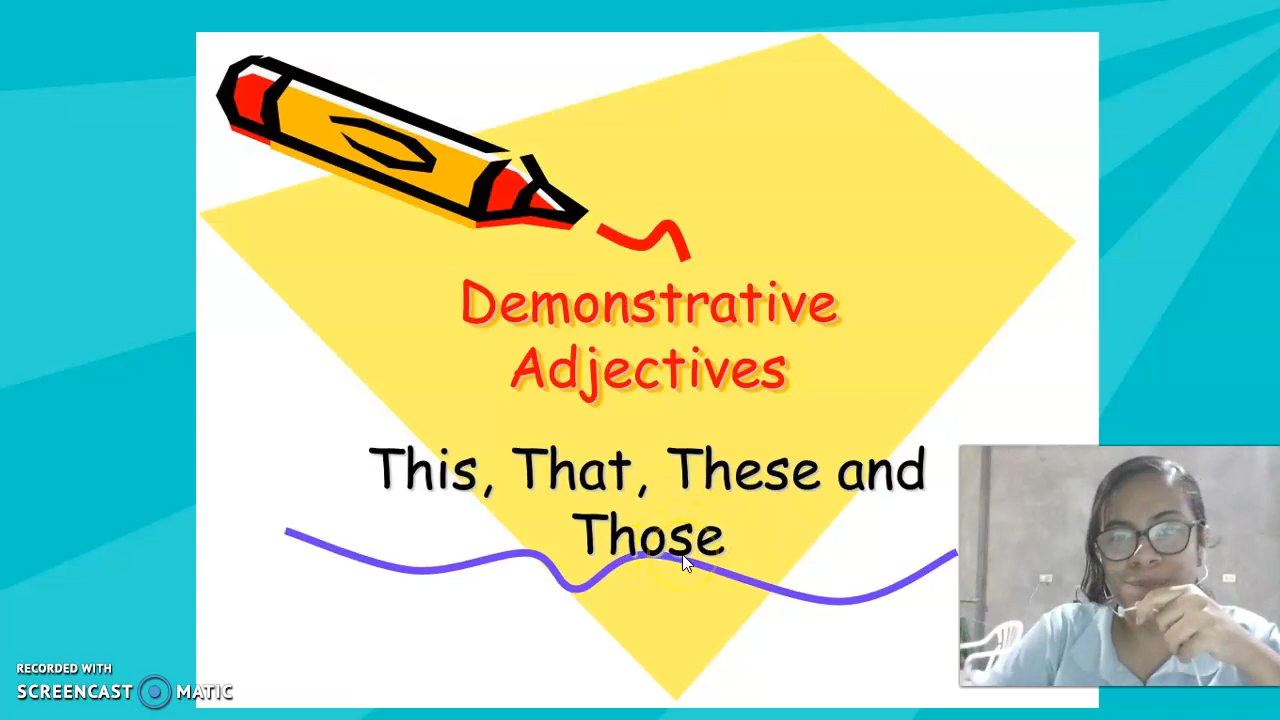 Demonstrative
Adjectives
This, That, These and
Those
RECORDED WITH
SCREENCAST MATIC